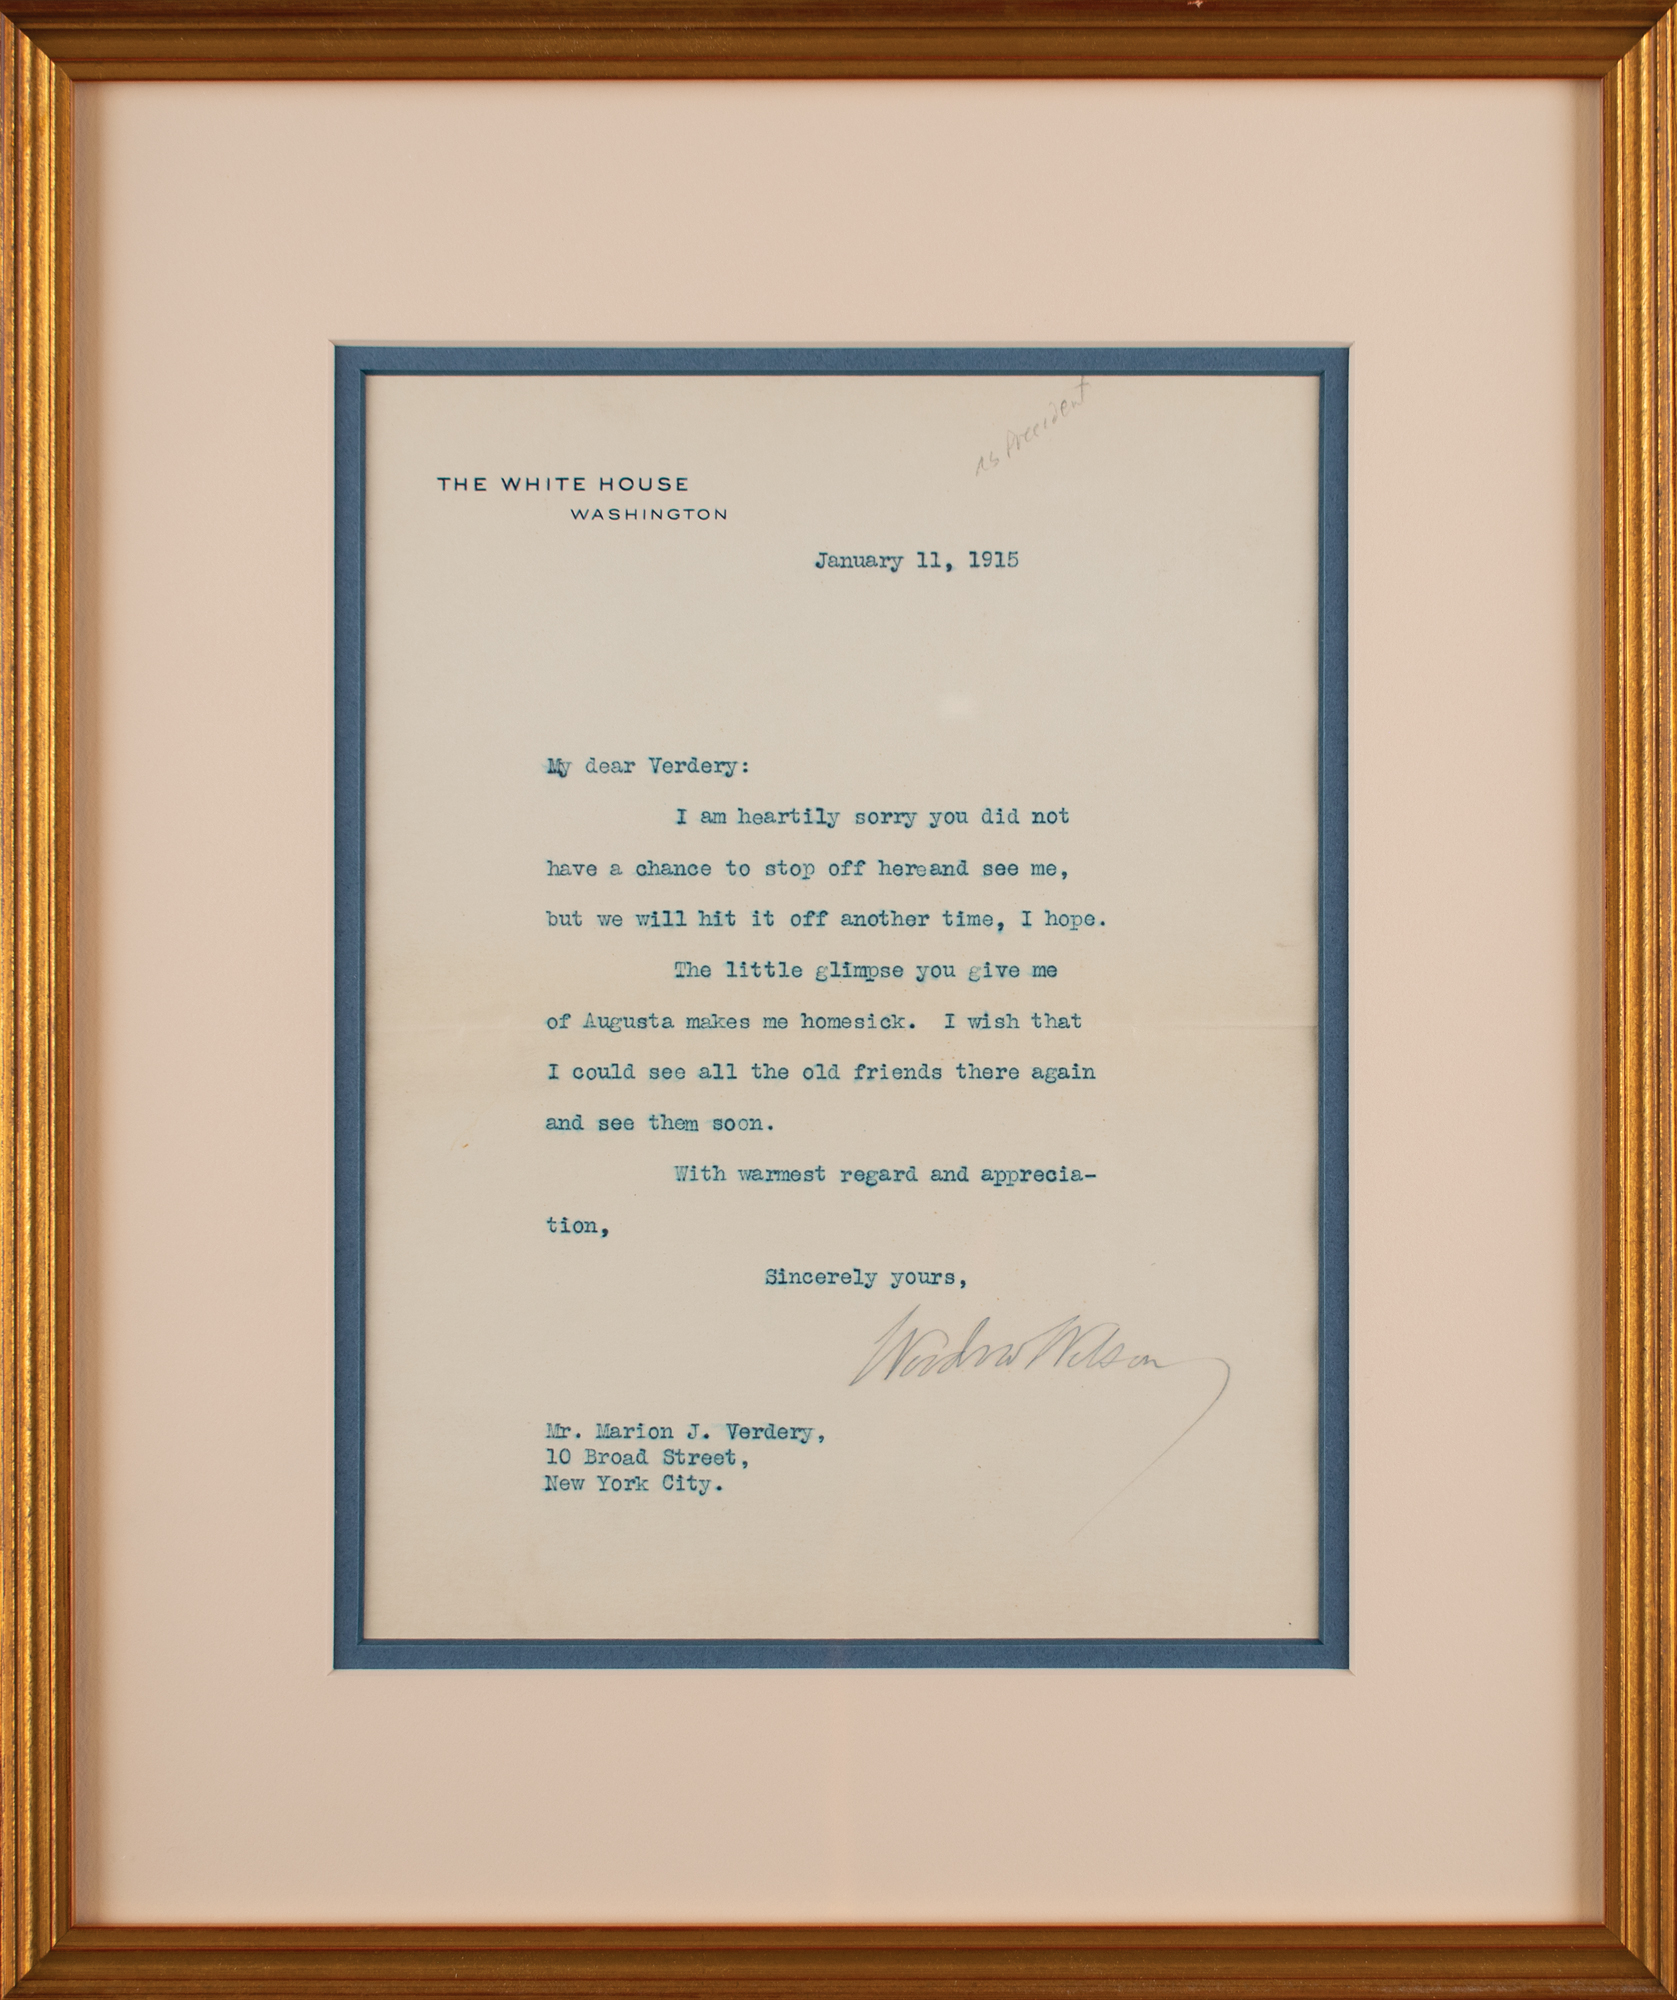 as President
THE WHITE HOUSE
WASHINGTON
January 11, 1915
My dear Verdery:
I am heartily sorry you did not
have a chance to stop off hereand see me,
but we will hit it off another time, I hope.
The little glimpse you give me
of Augusta makes me homesick. I wish that
I could see all the old friends there again
and see them soon.
With warmest regard and apprecia-
tion,
Sincerely yours,
Woodrow Wilson
Mr. Marion J. Verdery,
10 Broad Street,
New York City.